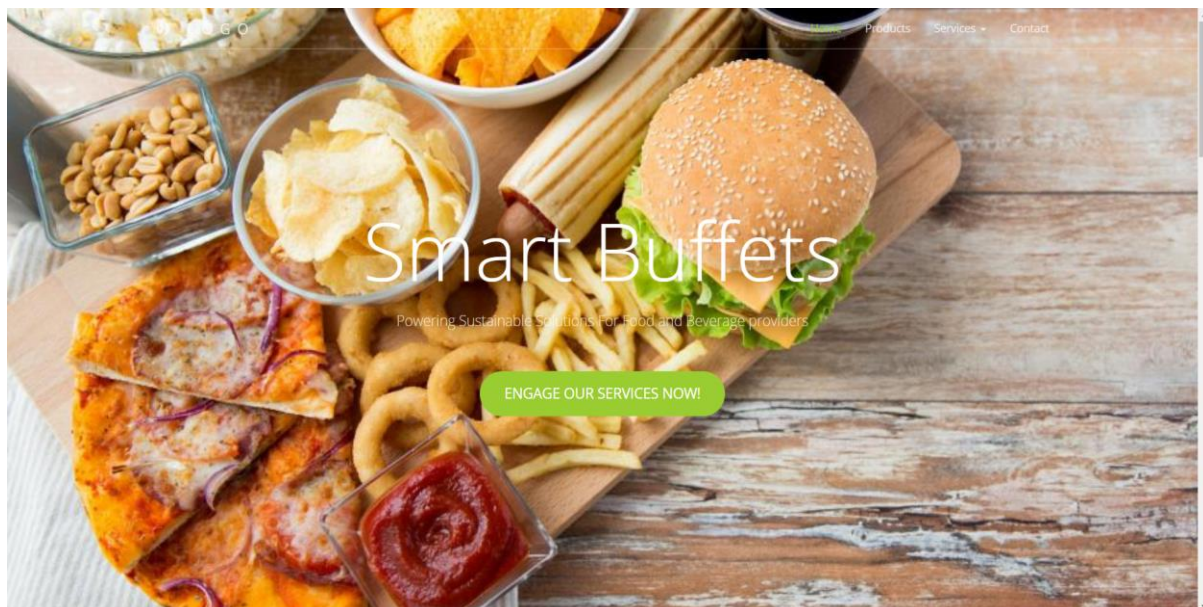 Home Products Services Contact
Smart Buffets
Powering Sustainable Solutions For Food and Beverage providers
ENGAGE OUR SERVICES NOW!